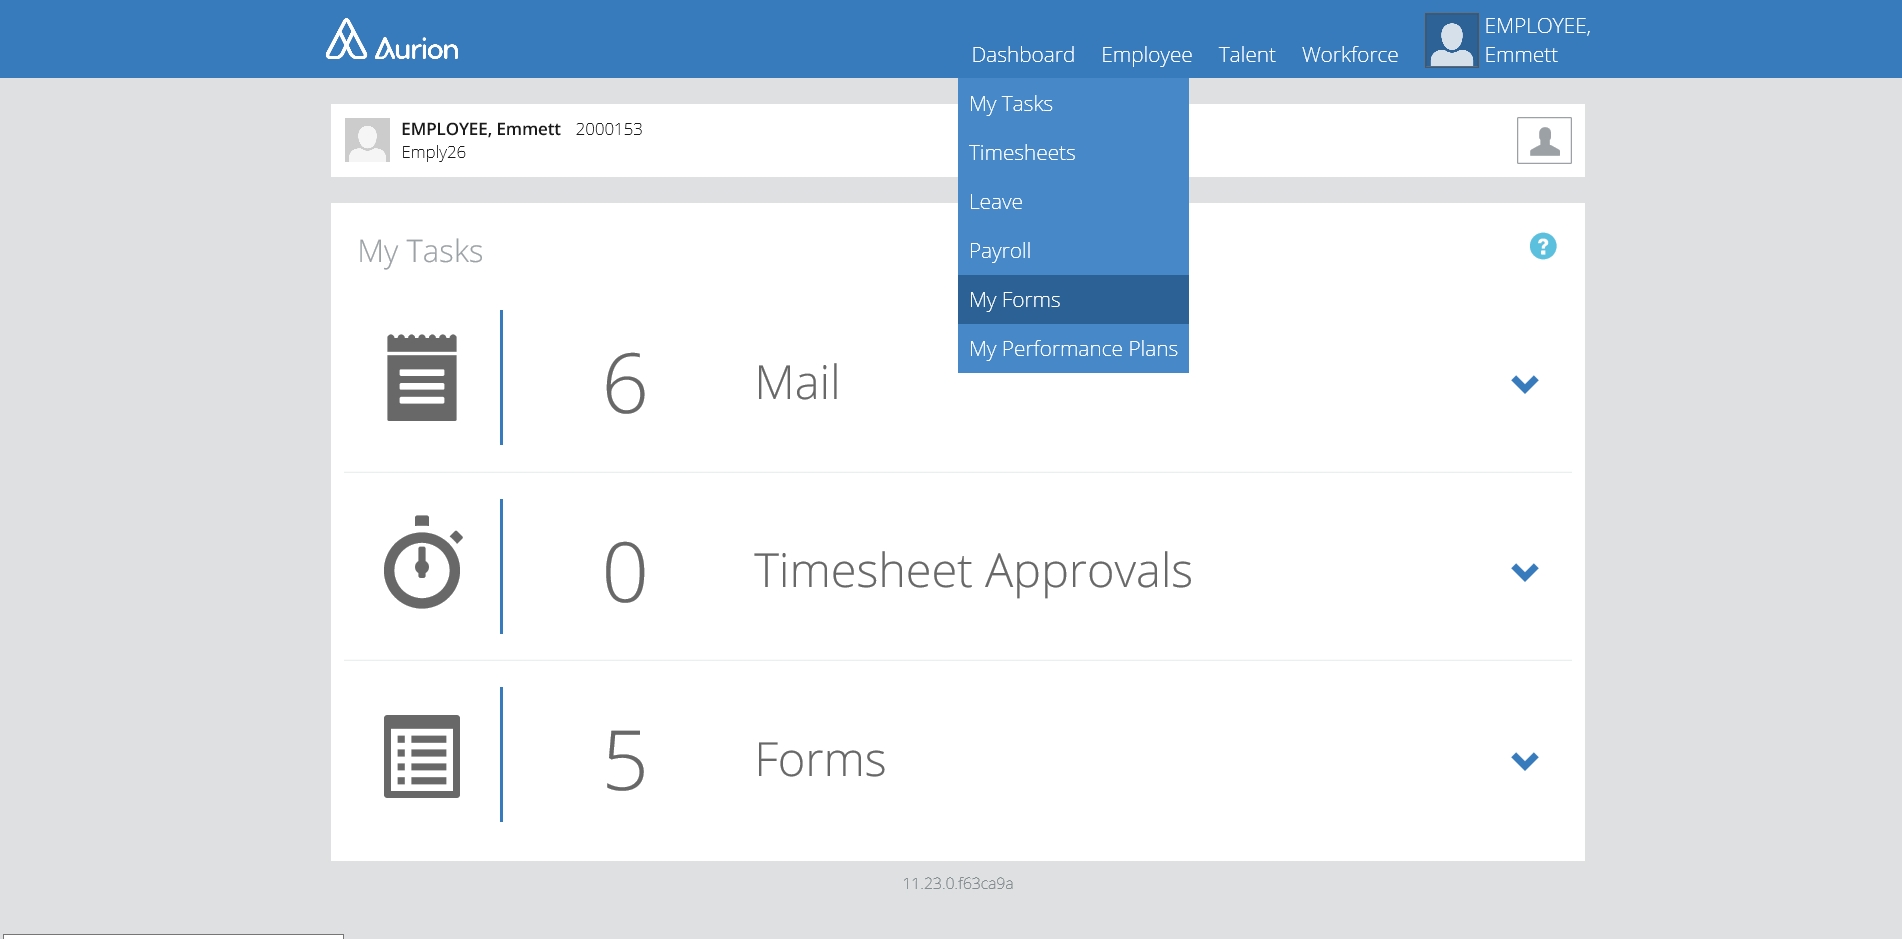 Aurion
Dashboard Employee Talent Workforce
EMPLOYEE,
Emmett
My Tasks
Timesheets
Leave
Payroll
My Forms
My Performance Plans
EMPLOYEE, Emmett 2000153
Emply26
My Tasks
?
6 Mail
0 Timesheet Approvals
5 Forms
11.23.0.f63ca9a